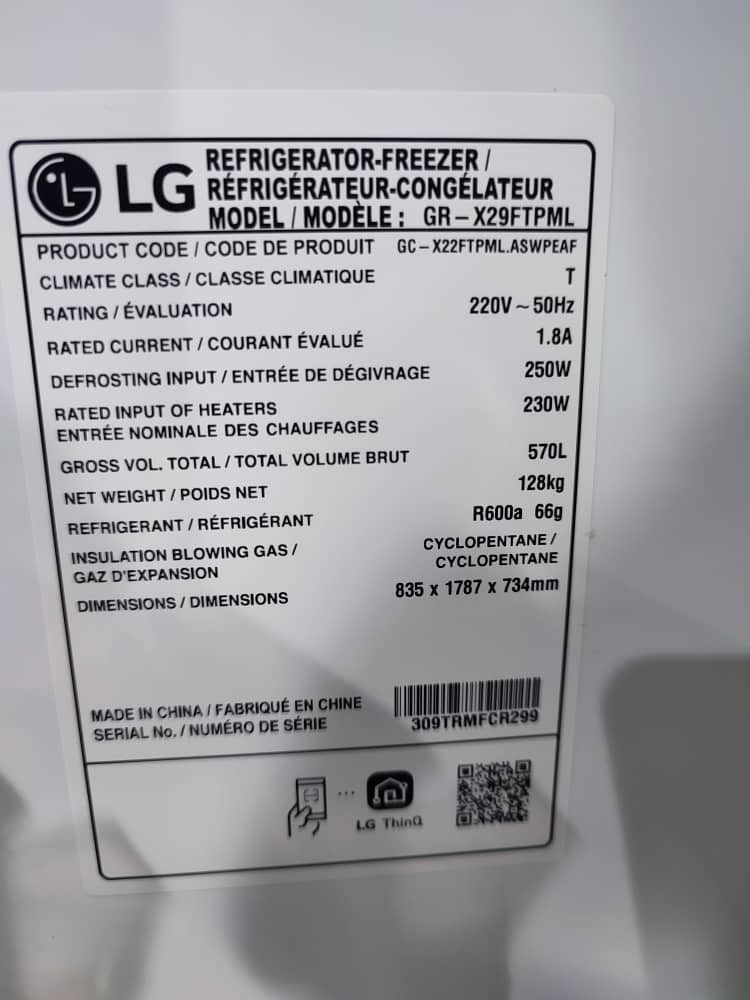 LG
REFRIGERATOR-FREEZER /
RÉFRIGÉRATEUR-CONGÉLATEUR
MODEL / MODÈLE : GR-X29FTPML
PRODUCT CODE / CODE DE PRODUIT GC-X22FTPML.ASWPEAF
CLIMATE CLASS / CLASSE CLIMATIQUE T
RATING / ÉVALUATION 220V ~ 50Hz
RATED CURRENT / COURANT ÉVALUÉ 1.8A
DEFROSTING INPUT / ENTRÉE DE DÉGIVRAGE 250W
RATED INPUT OF HEATERS 230W
ENTRÉE NOMINALE DES CHAUFFAGES
GROSS VOL. TOTAL / TOTAL VOLUME BRUT 570L
NET WEIGHT / POIDS NET 128kg
REFRIGERANT / RÉFRIGÉRANT R600a 66g
INSULATION BLOWING GAS / CYCLOPENTANE /
GAZ D'EXPANSION CYCLOPENTANE
DIMENSIONS / DIMENSIONS 835 x 1787 x 734mm
MADE IN CHINA / FABRIQUÉ EN CHINE
SERIAL No. / NUMÉRO DE SÉRIE 309TRMFCR299
LG ThinQ